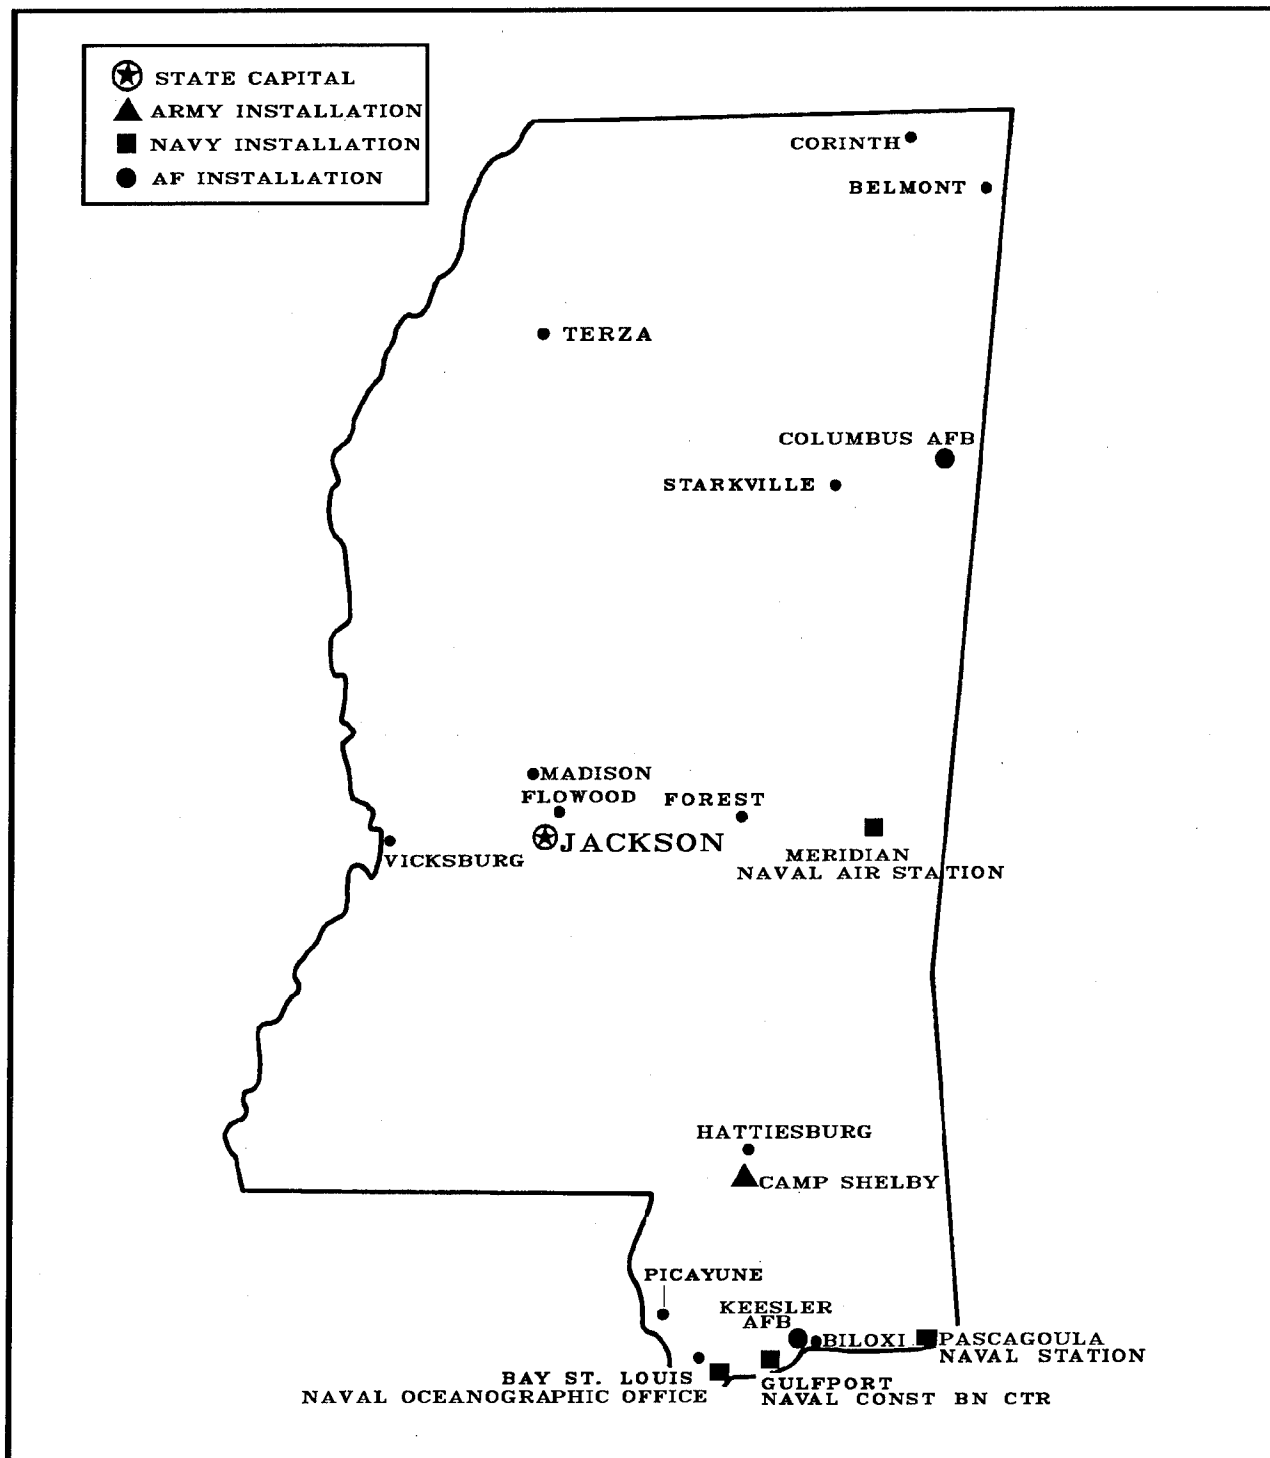 STATE CAPITAL
ARMY INSTALLATION
NAVY INSTALLATION
AF INSTALLATION
CORINTH
BELMONT
TERZA
COLUMBUS AFB
STARKVILLE
MADISON
FLOWOOD
FOREST
JACKSON
VICKSBURG
MERIDIAN
NAVAL AIR STATION
HATTIESBURG
CAMP SHELBY
PICAYUNE
KEESLER
AFB
BILOXI
PASCAGOULA
NAVAL STATION
BAY ST. LOUIS
NAVAL OCEANOGRAPHIC OFFICE
GULFPORT
NAVAL CONST BN CTR